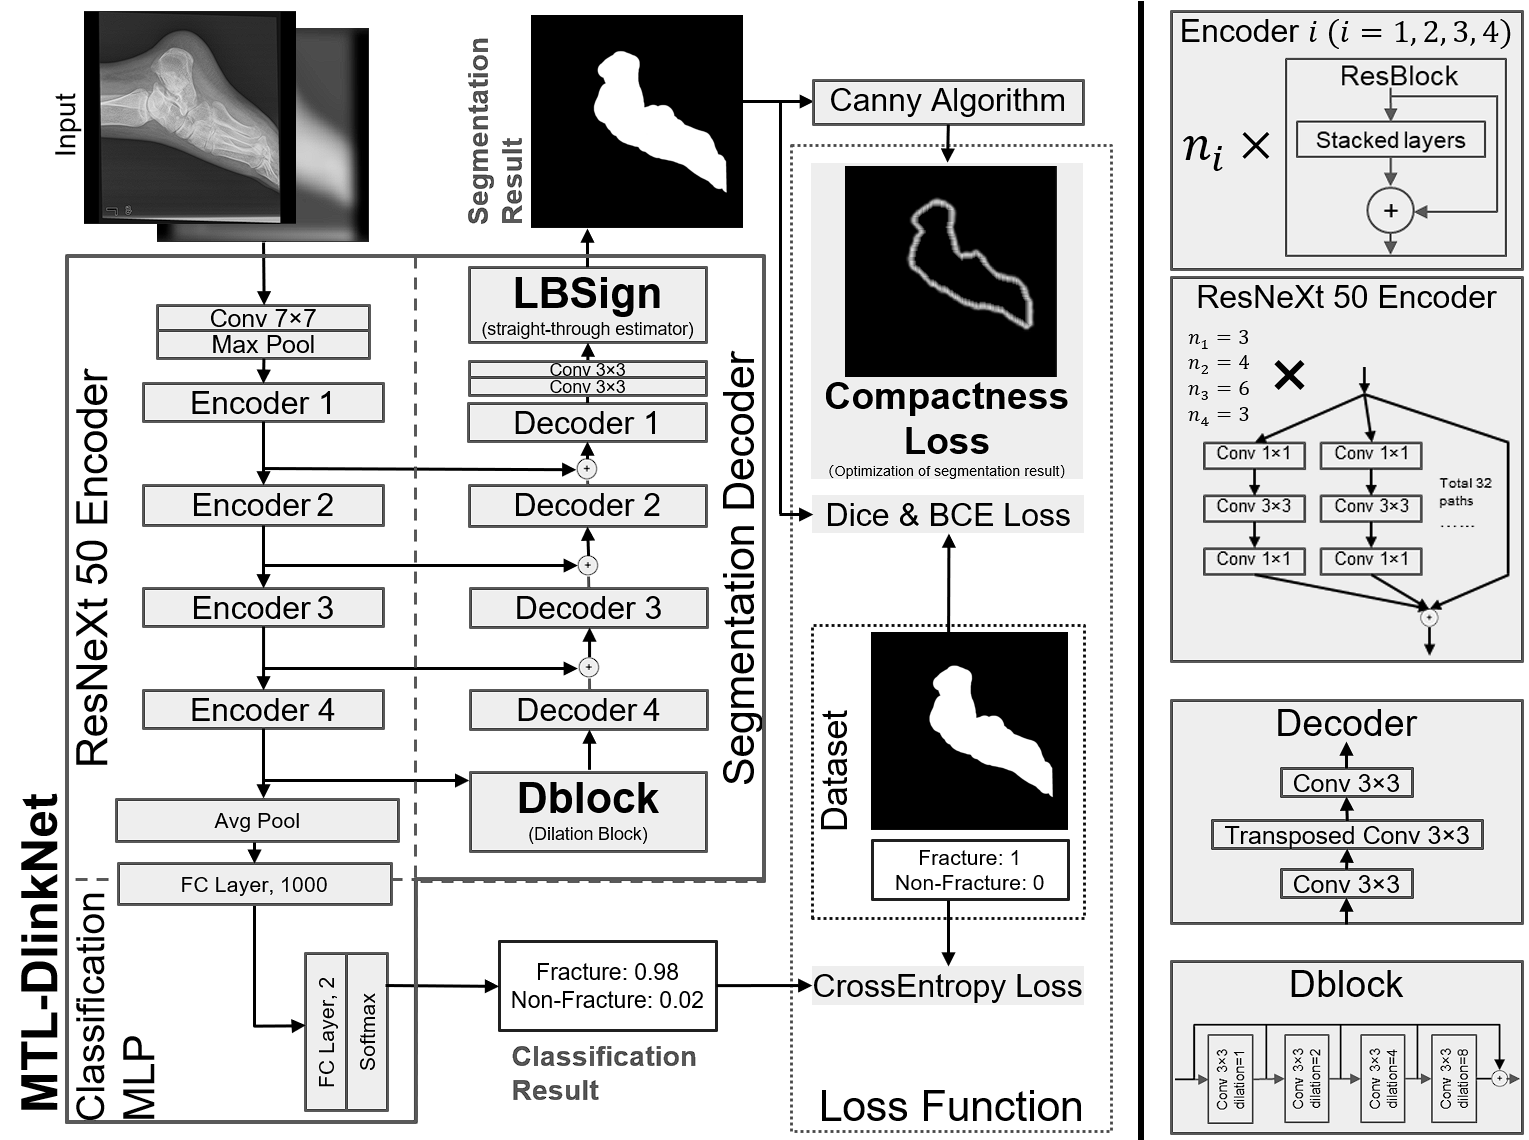 Input
Segmentation
Result
Canny Algorithm
Compactness
Loss
(Optimization of segmentation result)
Dice & BCE Loss
Dataset
Fracture: 1
Non-Fracture: 0
CrossEntropy Loss
Loss Function
MTL-DlinkNet
ResNeXt 50 Encoder
Conv 7×7
Max Pool
Encoder 1
Encoder 2
Encoder 3
Encoder 4
Avg Pool
FC Layer, 1000
Segmentation Decoder
LBSign
(straight-through estimator)
Conv 3×3
Conv 3×3
Decoder 1
+
Decoder 2
+
Decoder 3
+
Decoder 4
Dblock
(Dilation Block)
Classification
MLP
FC Layer, 2
Softmax
Fracture: 0.98
Non-Fracture: 0.02
Classification
Result
Encoder i (i = 1, 2, 3, 4)
ResBlock
nᵢ ×
Stacked layers
+
ResNeXt 50 Encoder
n₁ = 3
n₂ = 4
n₃ = 6
n₄ = 3
×
Conv 1×1
Conv 1×1
Conv 3×3
Conv 3×3
Total 32
paths
......
Conv 1×1
Conv 1×1
+
Decoder
Conv 3×3
Transposed Conv 3×3
Conv 3×3
Dblock
Conv 3×3
dilation=1
Conv 3×3
dilation=2
Conv 3×3
dilation=4
Conv 3×3
dilation=8
+